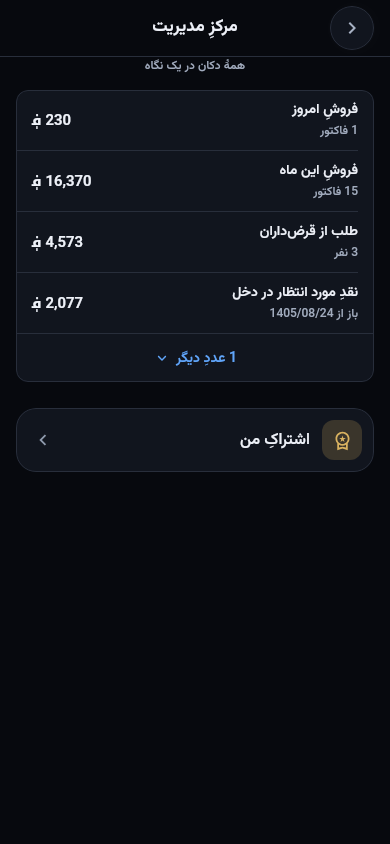 مرکزِ مدیریت
همهٔ دکان در یک نگاه
فروشِ امروز
1 فاکتور
230 ؋
فروشِ این ماه
15 فاکتور
16,370 ؋
طلب از قرض‌داران
3 نفر
4,573 ؋
نقدِ مورد انتظار در دخل
باز از 1405/08/24
2,077 ؋
1 عددِ دیگر
اشتراکِ من